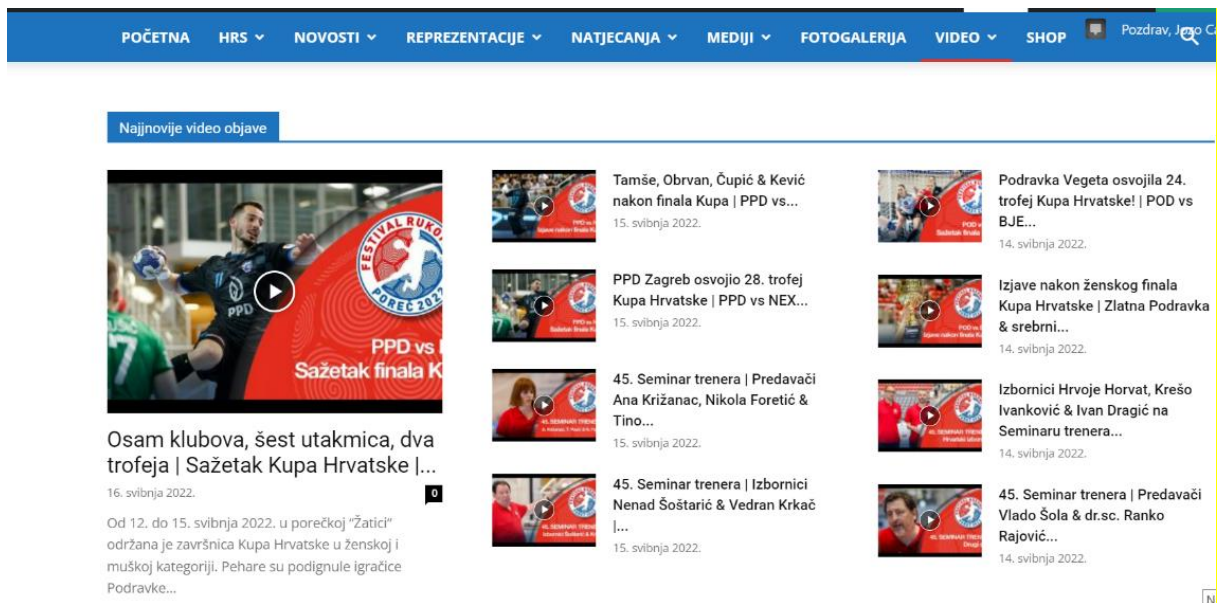 POČETNA HRS NOVOSTI REPREZENTACIJE NATJECANJA MEDIJI FOTOGALERIJA VIDEO SHOP Pozdrav,
Najnovije video objave
FESTIVAL
POREČ 2022
PPD
PPD vs
Sažetak finala
Osam klubova, šest utakmica, dva
trofeja | Sažetak Kupa Hrvatske |...
16. svibnja 2022.
0
Od 12. do 15. svibnja 2022. u porečkoj “Žatici”
održana je završnica Kupa Hrvatske u ženskoj i
muškoj kategoriji. Pehare su podignule igračice
Podravke...
Tamše, Obrvan, Čupić & Kević
nakon finala Kupa | PPD vs...
15. svibnja 2022.
PPD Zagreb osvojio 28. trofej
Kupa Hrvatske | PPD vs NEX...
15. svibnja 2022.
45. Seminar trenera | Predavači
Ana Križanac, Nikola Foretić &
Tino...
15. svibnja 2022.
45. Seminar trenera | Izbornici
Nenad Šoštarić & Vedran Krkač
|...
15. svibnja 2022.
Podravka Vegeta osvojila 24.
trofej Kupa Hrvatske! | POD vs
BJE...
14. svibnja 2022.
Izjave nakon ženskog finala
Kupa Hrvatske | Zlatna Podravka
& srebrni...
14. svibnja 2022.
Izbornici Hrvoje Horvat, Krešo
Ivanković & Ivan Dragić na
Seminaru trenera...
14. svibnja 2022.
45. Seminar trenera | Predavači
Vlado Šola & dr.sc. Ranko
Rajović...
14. svibnja 2022.